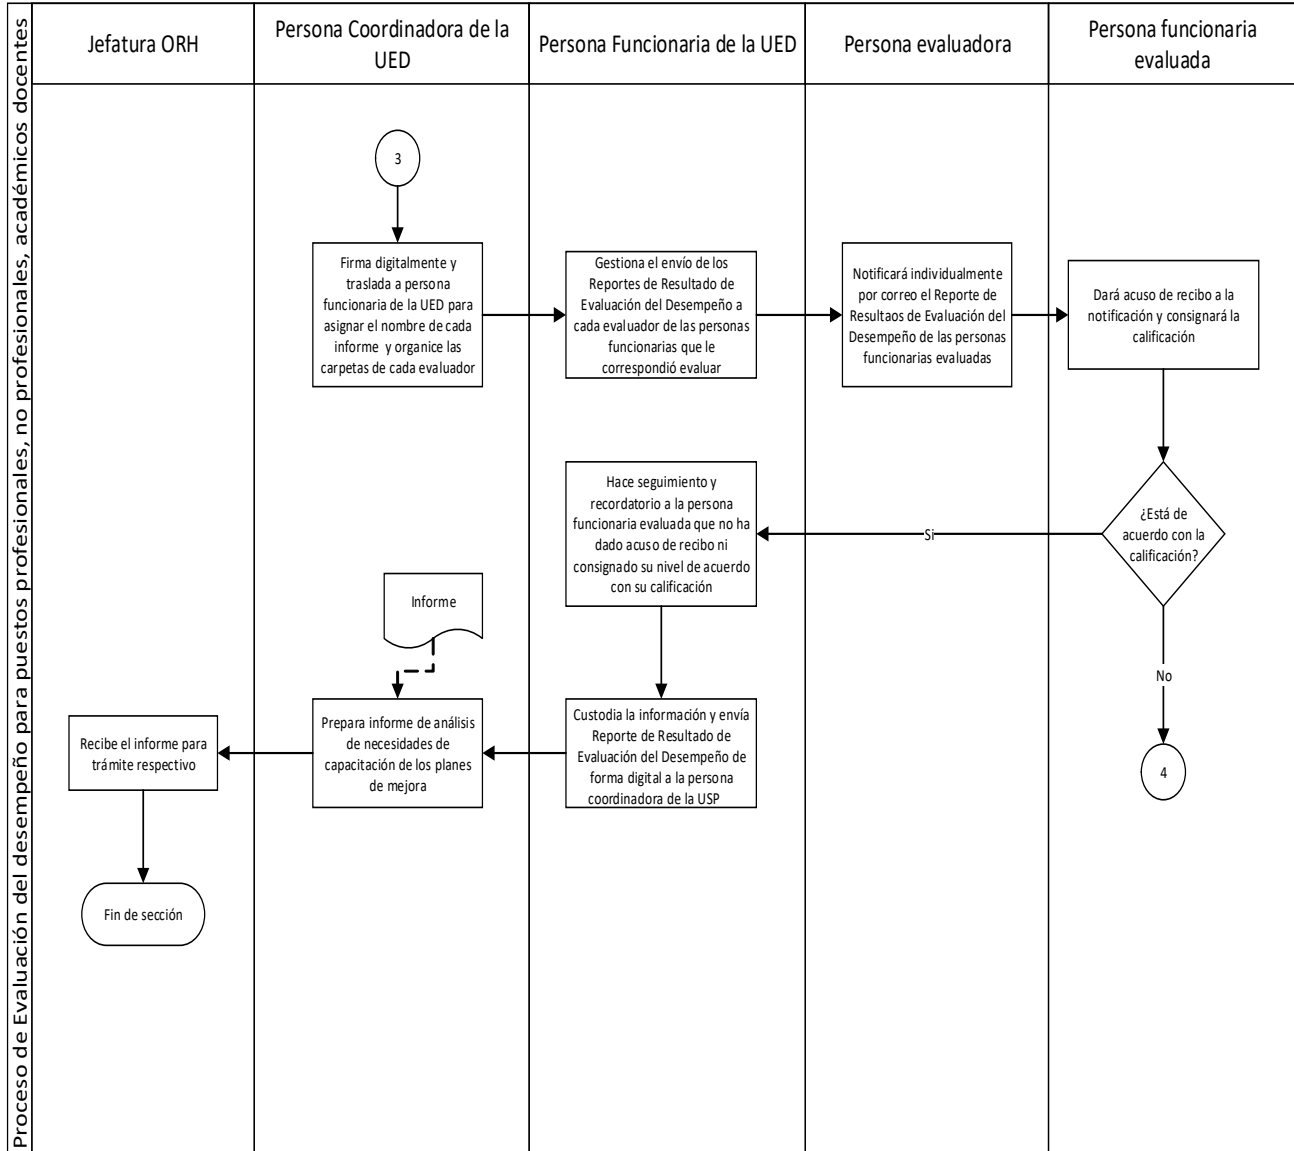 Proceso de Evaluación del desempeño para puestos profesionales, no profesionales, académicos docentes
Jefatura ORH
Persona Coordinadora de la
UED
Persona Funcionaria de la UED
Persona evaluadora
Persona funcionaria
evaluada
3
Firma digitalmente y
traslada a persona
funcionaria de la UED para
asignar el nombre de cada
informe y organice las
carpetas de cada evaluador
Gestiona el envío de los
Reportes de Resultado de
Evaluación del Desempeño a
cada evaluador de las personas
funcionarias que le
correspondió evaluar
Notificará individualmente
por correo el Reporte de
Resultaos de Evaluación del
Desempeño de las personas
funcionarias evaluadas
Dará acuso de recibo a la
notificación y consignará la
calificación
¿Está de
acuerdo con la
calificación?
Si
Hace seguimiento y
recordatorio a la persona
funcionaria evaluada que no ha
dado acuso de recibo ni
consignado su nivel de acuerdo
con su calificación
No
4
Custodia la información y envía
Reporte de Resultado de
Evaluación del Desempeño de
forma digital a la persona
coordinadora de la USP
Informe
Prepara informe de análisis
de necesidades de
capacitación de los planes
de mejora
Recibe el informe para
trámite respectivo
Fin de sección